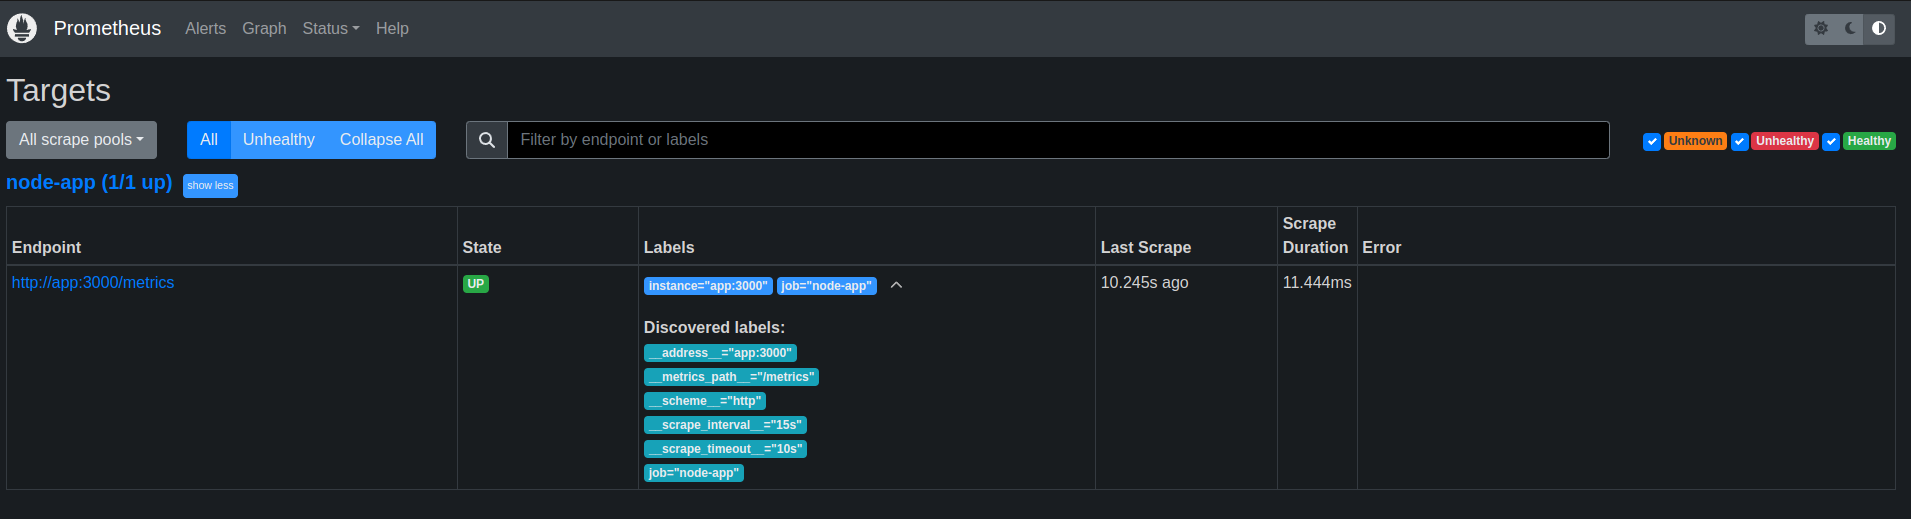 Prometheus Alerts Graph Status Help
Targets
All scrape pools All Unhealthy Collapse All Filter by endpoint or labels Unknown Unhealthy Healthy
node-app (1/1 up) show less
Endpoint State Labels Last Scrape Scrape Duration Error
http://app:3000/metrics UP instance="app:3000" job="node-app" 10.245s ago 11.444ms
Discovered labels:
__address__="app:3000"
__metrics_path__="/metrics"
__scheme__="http"
__scrape_interval__="15s"
__scrape_timeout__="10s"
job="node-app"